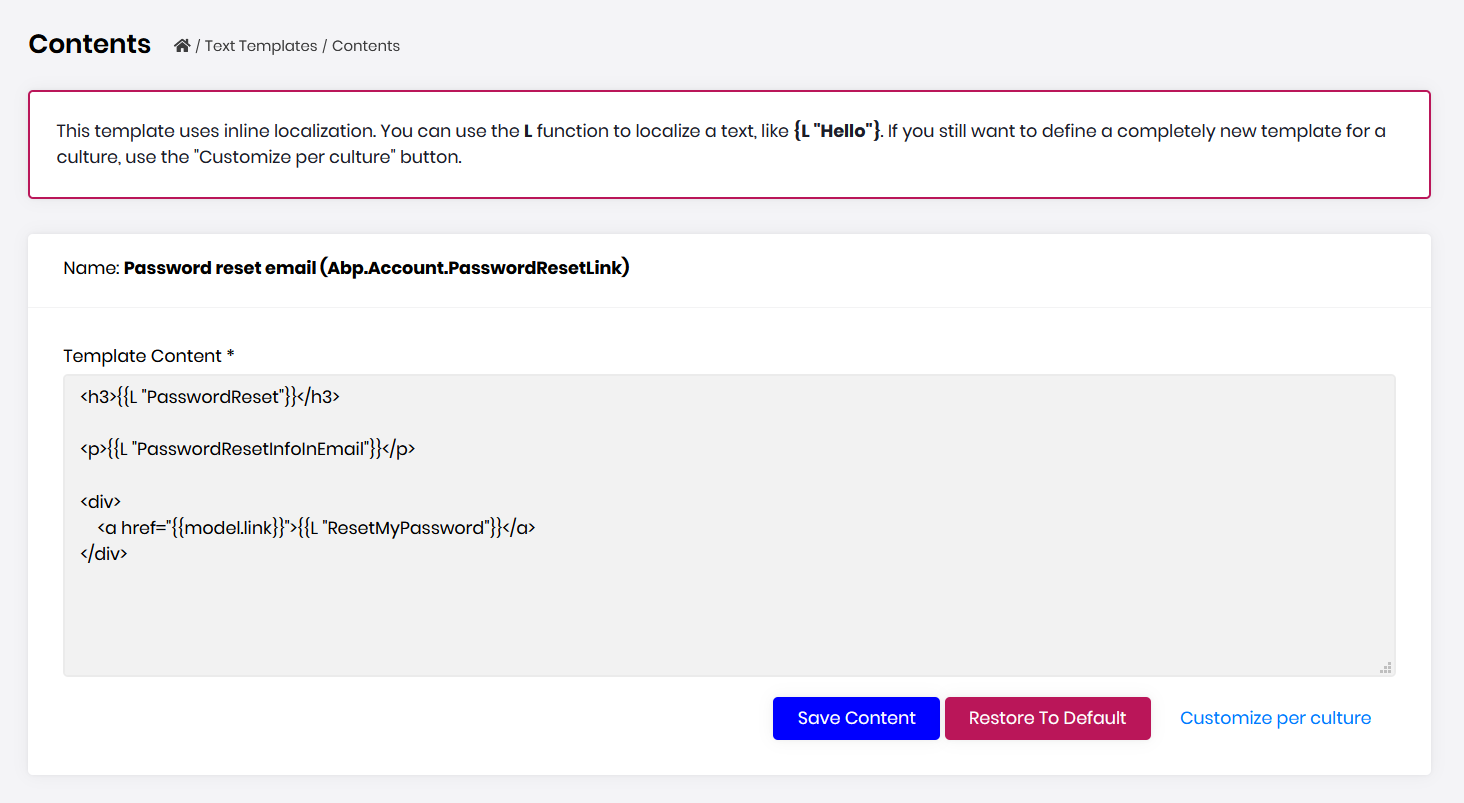 Contents / Text Templates / Contents
This template uses inline localization. You can use the L function to localize a text, like {L "Hello"}. If you still want to define a completely new template for a
culture, use the "Customize per culture" button.
Name: Password reset email (Abp.Account.PasswordResetLink)
Template Content *
<h3>{{L "PasswordReset"}}</h3>
<p>{{L "PasswordResetInfoInEmail"}}</p>
<div>
<a href="{{model.link}}">{{L "ResetMyPassword"}}</a>
</div>
Save Content Restore To Default Customize per culture